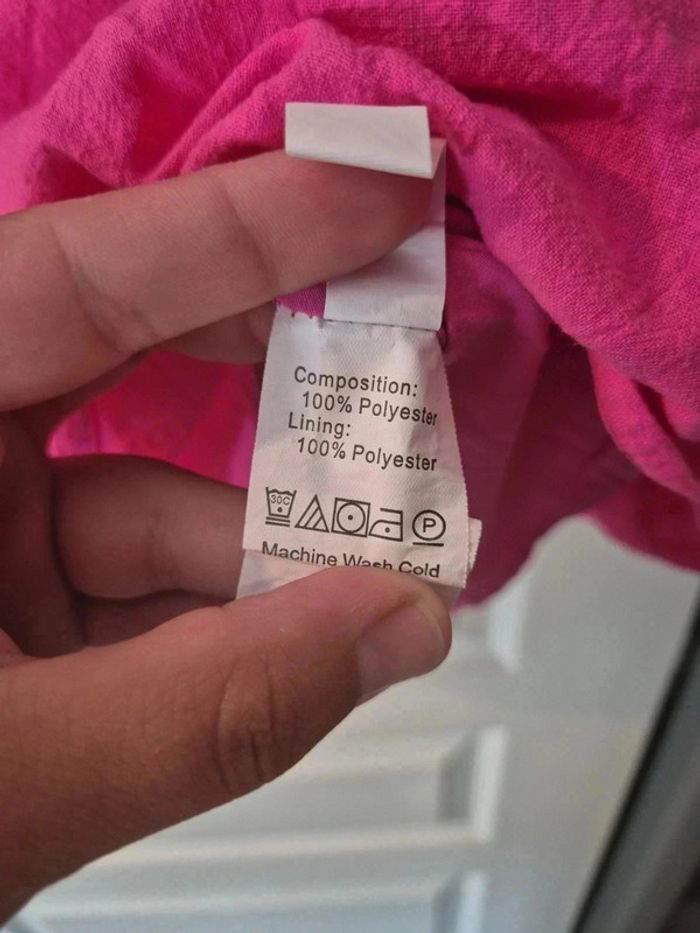 Composition:
100% Polyester
Lining:
100% Polyester
30C P
Machine Wash Cold